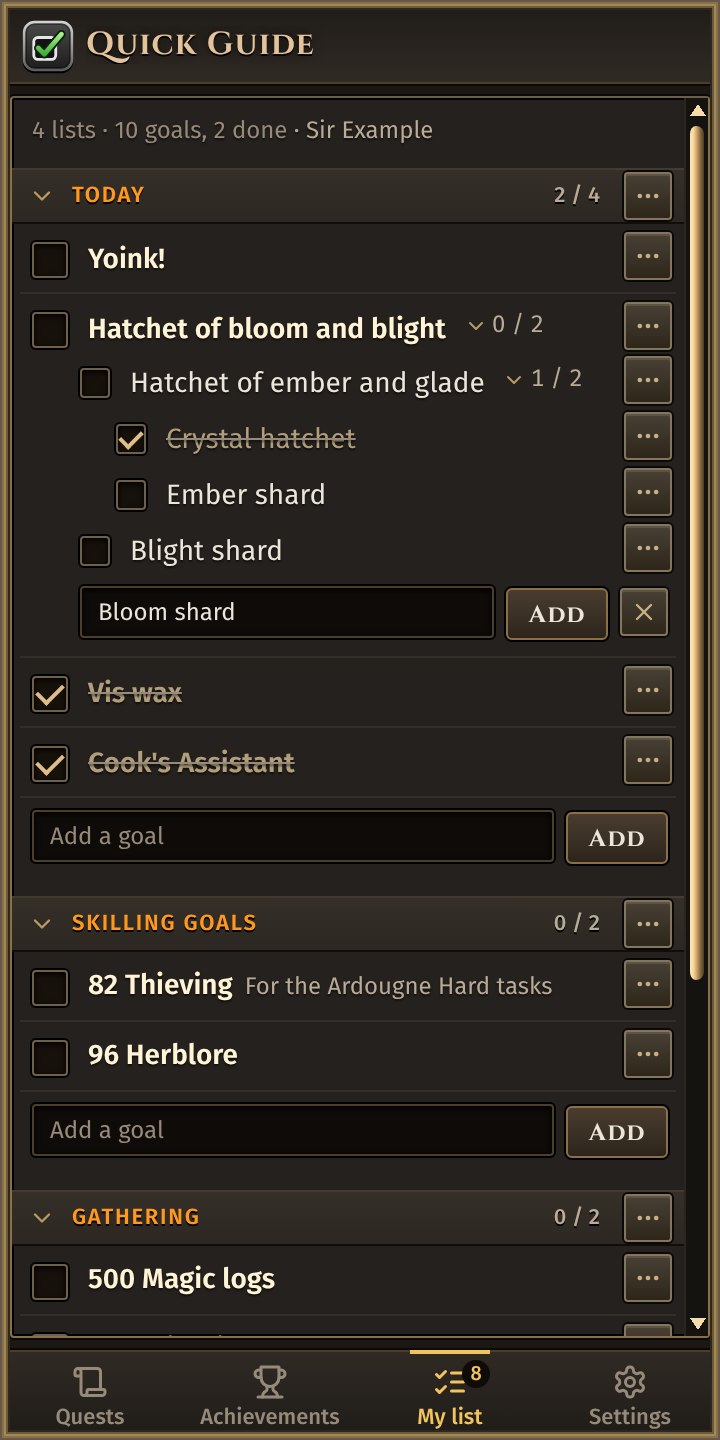 Quick Guide
4 lists · 10 goals, 2 done · Sir Example
TODAY 2 / 4
Yoink!
Hatchet of bloom and blight 0 / 2
Hatchet of ember and glade 1 / 2
Crystal hatchet
Ember shard
Blight shard
Bloom shard Add
Vis wax
Cook's Assistant
Add a goal Add
SKILLING GOALS 0 / 2
82 Thieving For the Ardougne Hard tasks
96 Herblore
Add a goal Add
GATHERING 0 / 2
500 Magic logs
8
Quests Achievements My list Settings